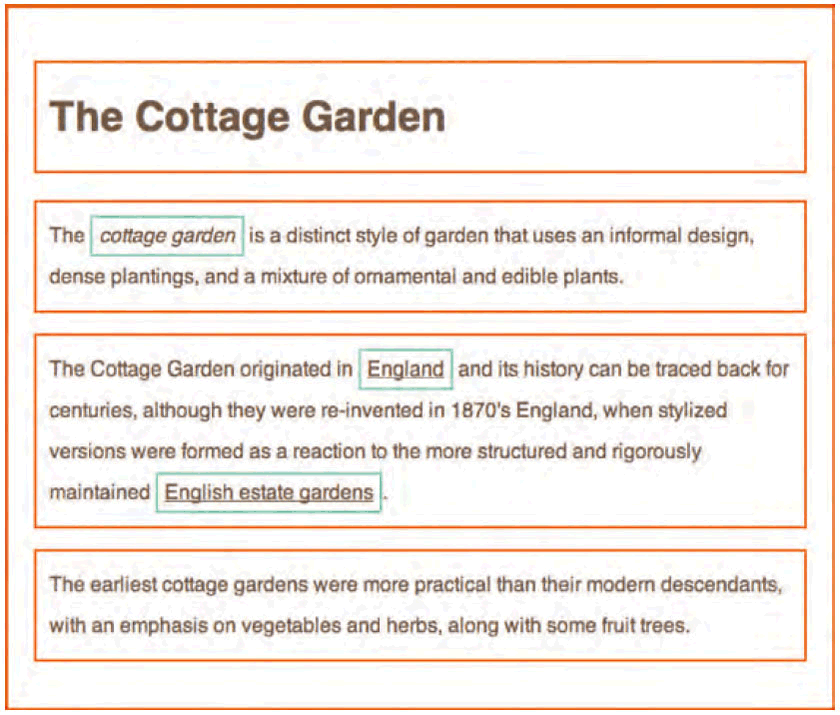 The Cottage Garden
The cottage garden is a distinct style of garden that uses an informal design,
dense plantings, and a mixture of ornamental and edible plants.
The Cottage Garden originated in England and its history can be traced back for
centuries, although they were re-invented in 1870's England, when stylized
versions were formed as a reaction to the more structured and rigorously
maintained English estate gardens.
The earliest cottage gardens were more practical than their modern descendants,
with an emphasis on vegetables and herbs, along with some fruit trees.